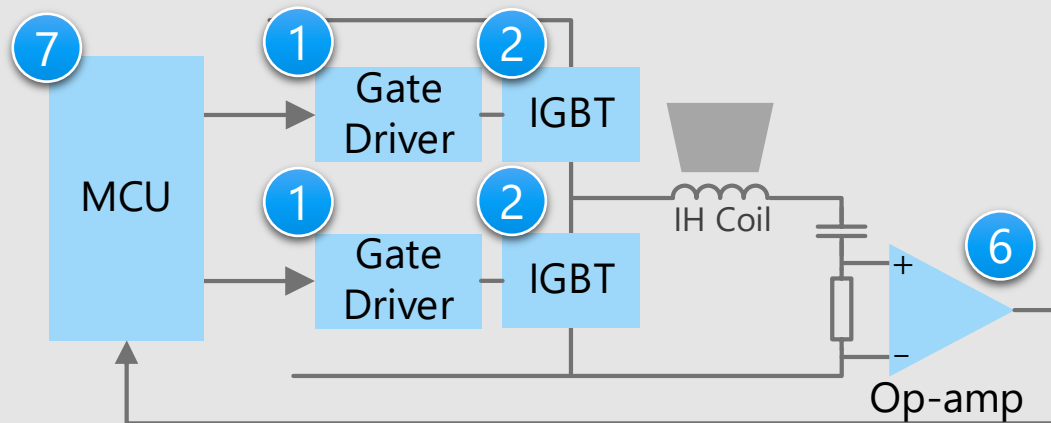 7
MCU
1
Gate
Driver
2
IGBT
1
Gate
Driver
2
IGBT
IH Coil
+
−
6
Op-amp